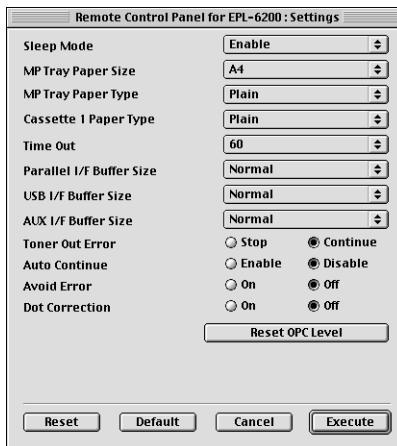 Remote Control Panel for EPL-6200 : Settings
Sleep Mode Enable
MP Tray Paper Size A4
MP Tray Paper Type Plain
Cassette 1 Paper Type Plain
Time Out 60
Parallel I/F Buffer Size Normal
USB I/F Buffer Size Normal
AUX I/F Buffer Size Normal
Toner Out Error Stop Continue
Auto Continue Enable Disable
Avoid Error On Off
Dot Correction On Off
Reset OPC Level
Reset Default Cancel Execute